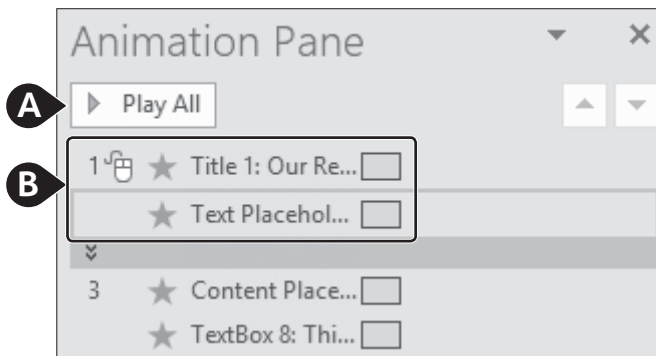 Animation Pane
A Play All
B
1 Title 1: Our Re...
Text Placehol...
3 Content Place...
TextBox 8: Thi...